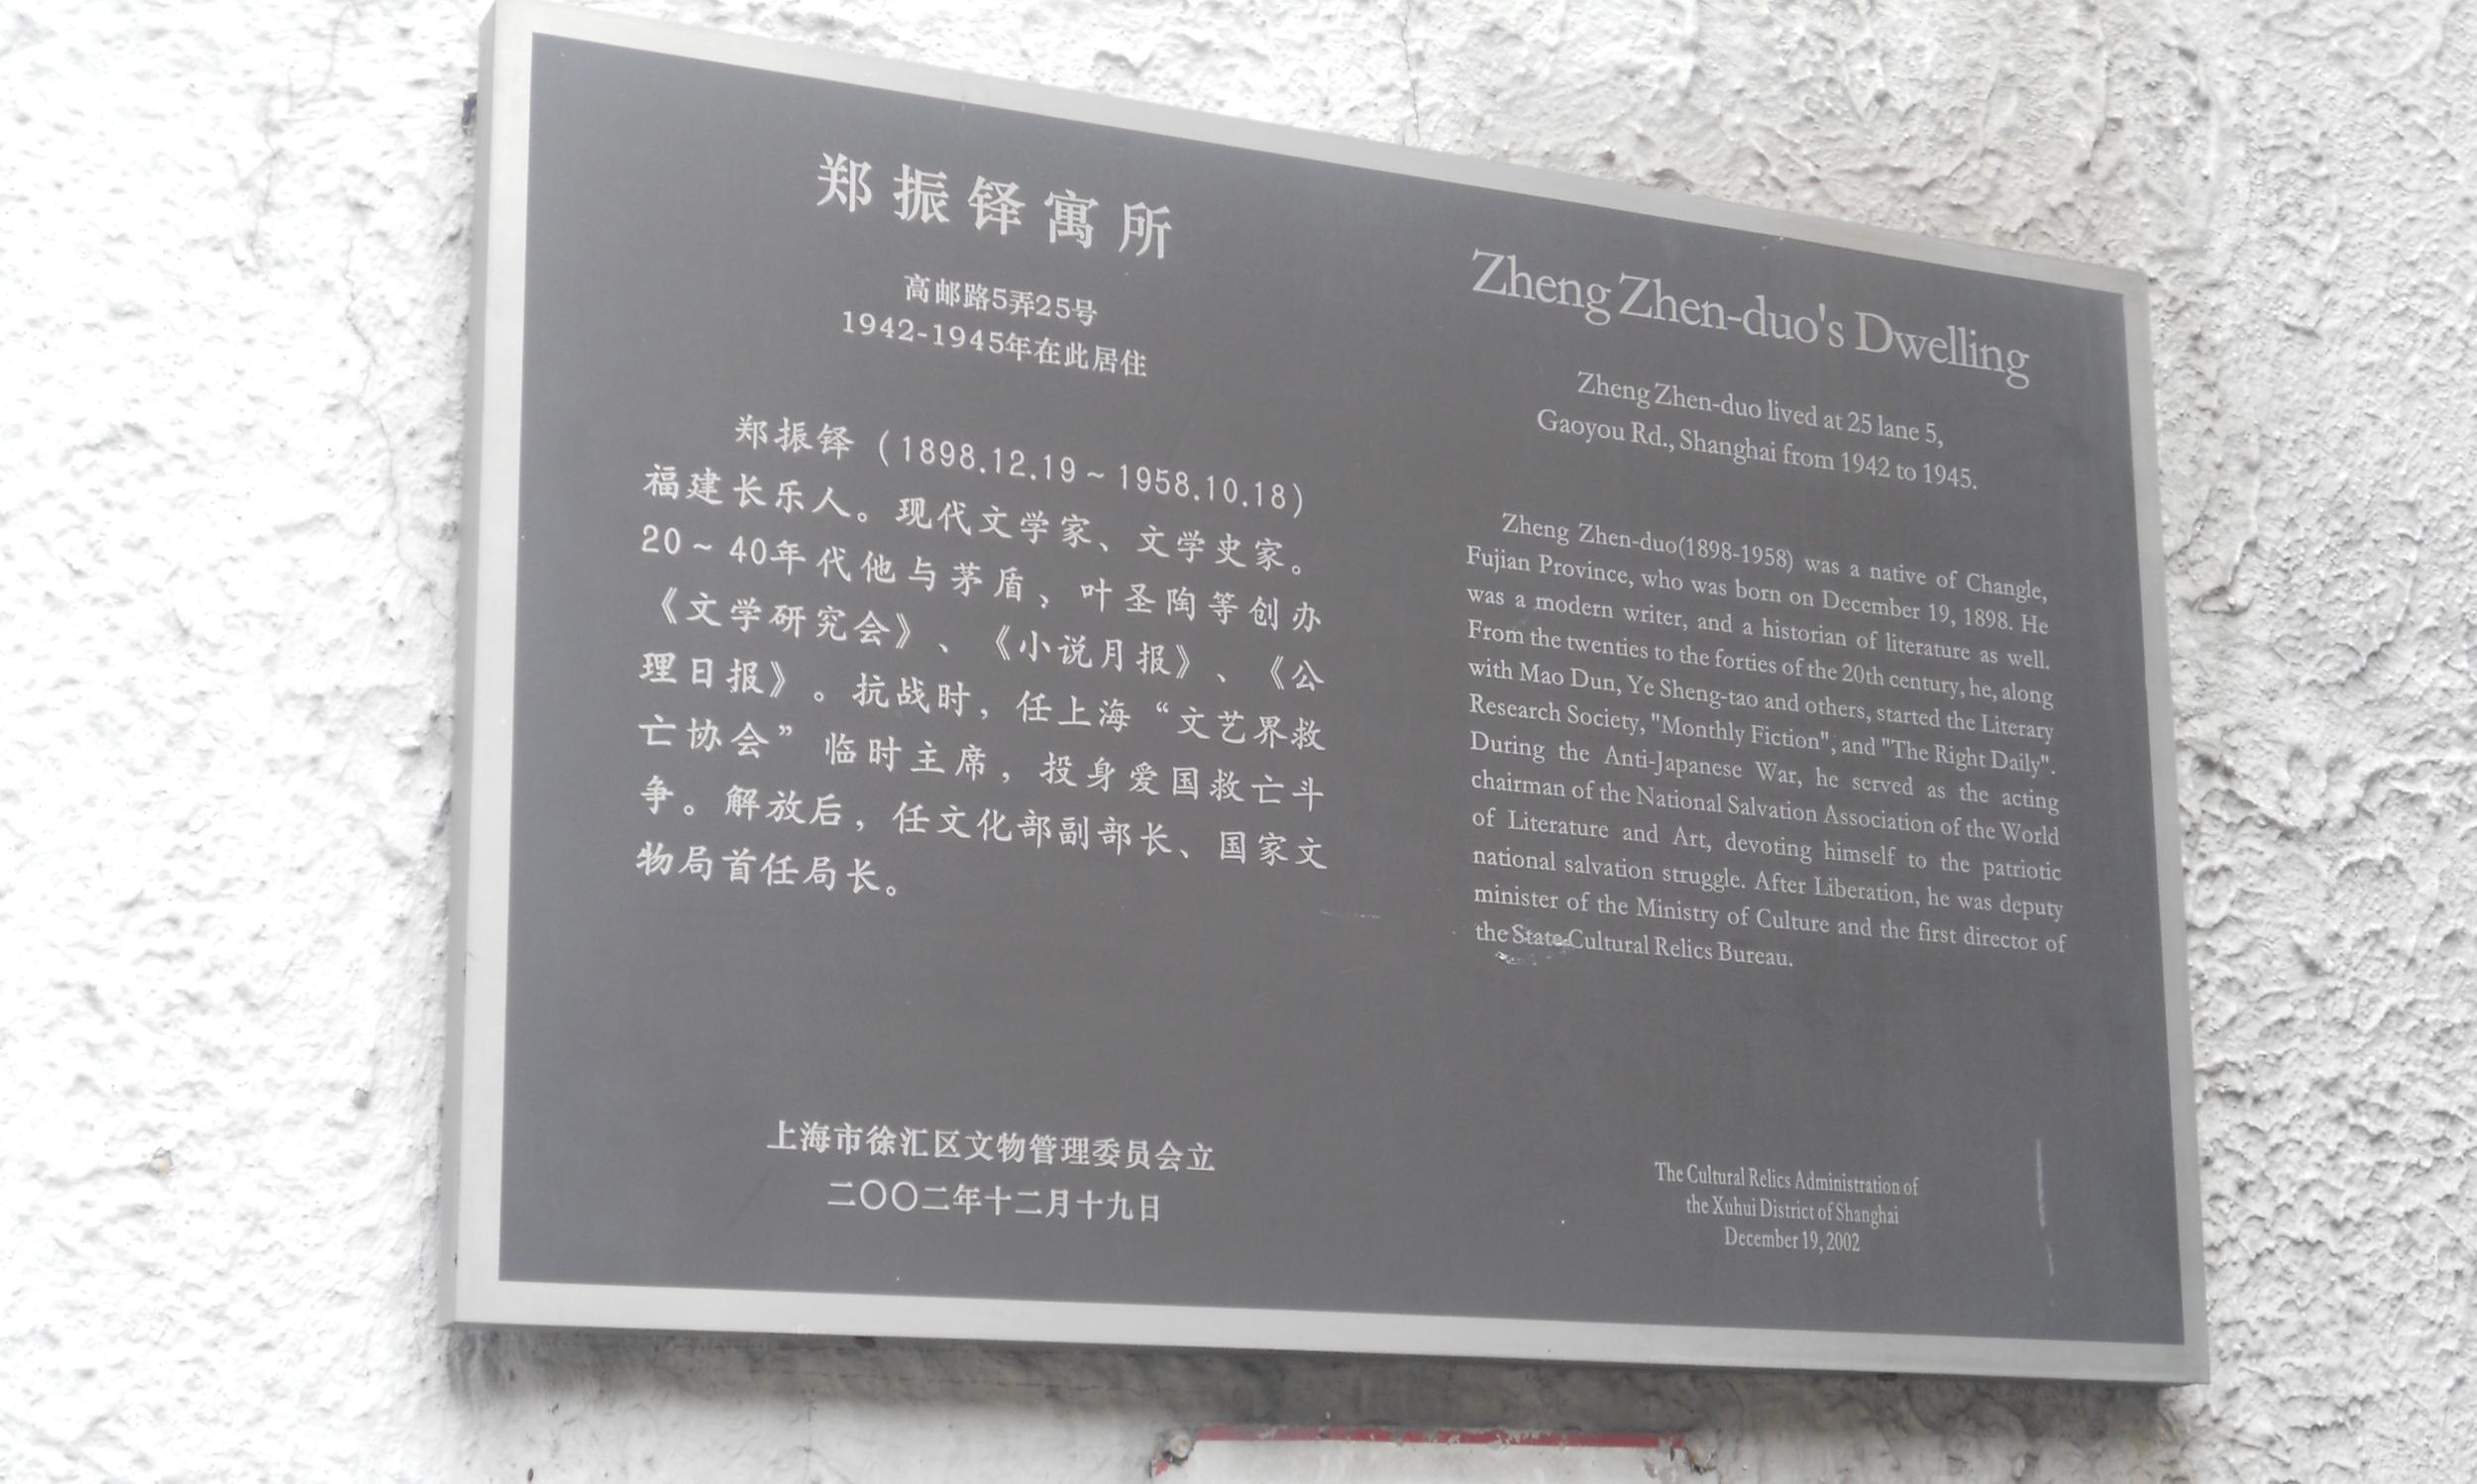 郑振铎寓所
高邮路5弄25号
1942-1945年在此居住
郑振铎（1898.12.19～1958.10.18）
福建长乐人。现代文学家、文学史家。
20～40年代他与茅盾、叶圣陶等创办
《文学研究会》、《小说月报》、《公
理日报》。抗战时，任上海“文艺界救
亡协会”临时主席，投身爱国救亡斗
争。解放后，任文化部副部长、国家文
物局首任局长。
上海市徐汇区文物管理委员会立
二〇〇二年十二月十九日
Zheng Zhen-duo's Dwelling
Zheng Zhen-duo lived at 25 lane 5,
Gaoyou Rd., Shanghai from 1942 to 1945.
Zheng Zhen-duo(1898-1958) was a native of Changle,
Fujian Province, who was born on December 19, 1898. He
was a modern writer, and a historian of literature as well.
From the twenties to the forties of the 20th century, he, along
with Mao Dun, Ye Sheng-tao and others, started the Literary
Research Society, "Monthly Fiction", and "The Right Daily".
During the Anti-Japanese War, he served as the acting
chairman of the National Salvation Association of the World
of Literature and Art, devoting himself to the patriotic
national salvation struggle. After Liberation, he was deputy
minister of the Ministry of Culture and the first director of
the State Cultural Relics Bureau.
The Cultural Relics Administration of
the Xuhui District of Shanghai
December 19, 2002